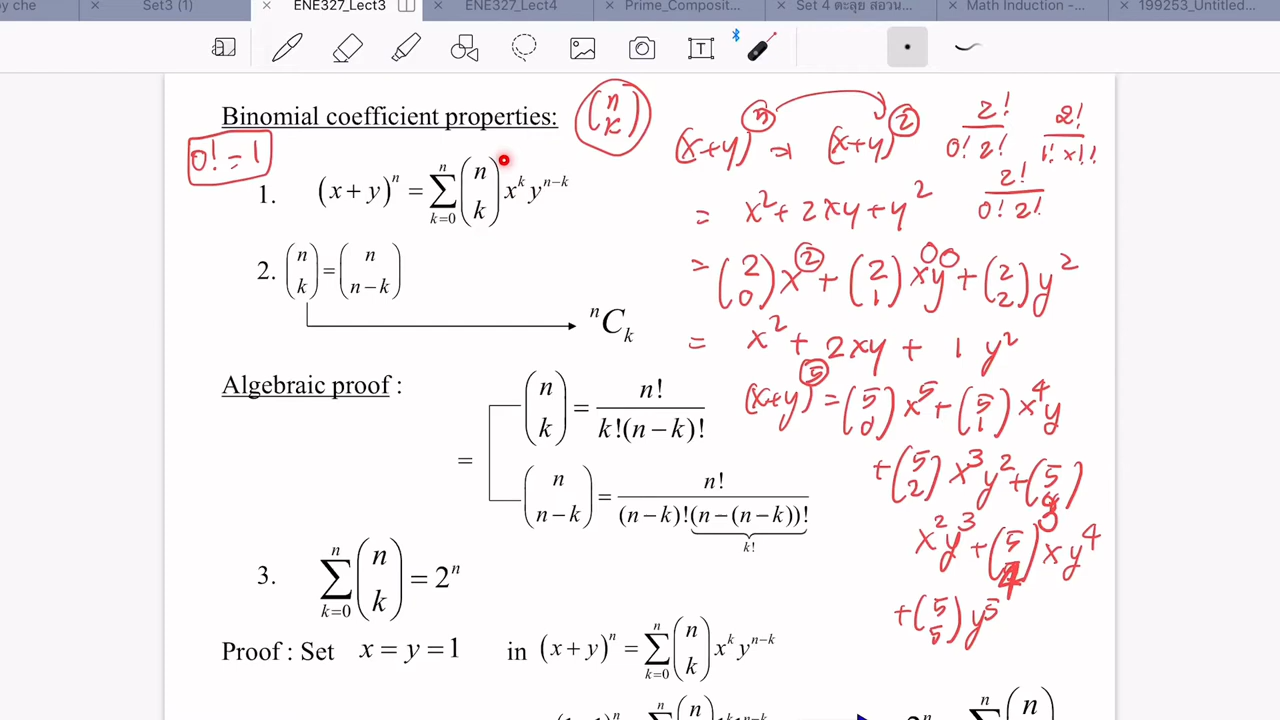 by che Set3 (1) × ENE327_Lect3 × ENE327_Lect4 × Prime_Composit... × Set 4 ตะลุย สอวน... × Math Induction -... × 199253_Untitled...
Binomial coefficient properties:
0! = 1
1. (x + y)^n = ∑_{k=0}^{n} (n k) x^k y^{n−k}
2. (n k) = (n n−k)
ⁿC_k
Algebraic proof :
(n k) = n! / k!(n−k)!
=
(n n−k) = n! / (n−k)!(n−(n−k))!
k!
3. ∑_{k=0}^{n} (n k) = 2^n
Proof : Set x = y = 1 in (x + y)^n = ∑_{k=0}^{n} (n k) x^k y^{n−k}
(n k)
(x+y)^n ⇒ (x+y)^2
2!/0!2! 2!/1!×1!
2!/0!2!
= x^2 + 2xy + y^2
= (2 0) x^2 + (2 1) xy + (2 2) y^2
= x^2 + 2xy + 1 y^2
(x+y)^5 = (5 0) x^5 + (5 1) x^4 y
+ (5 2) x^3 y^2 + (5 3)
x^2 y^3 + (5 4) x y^4
+ (5 5) y^5